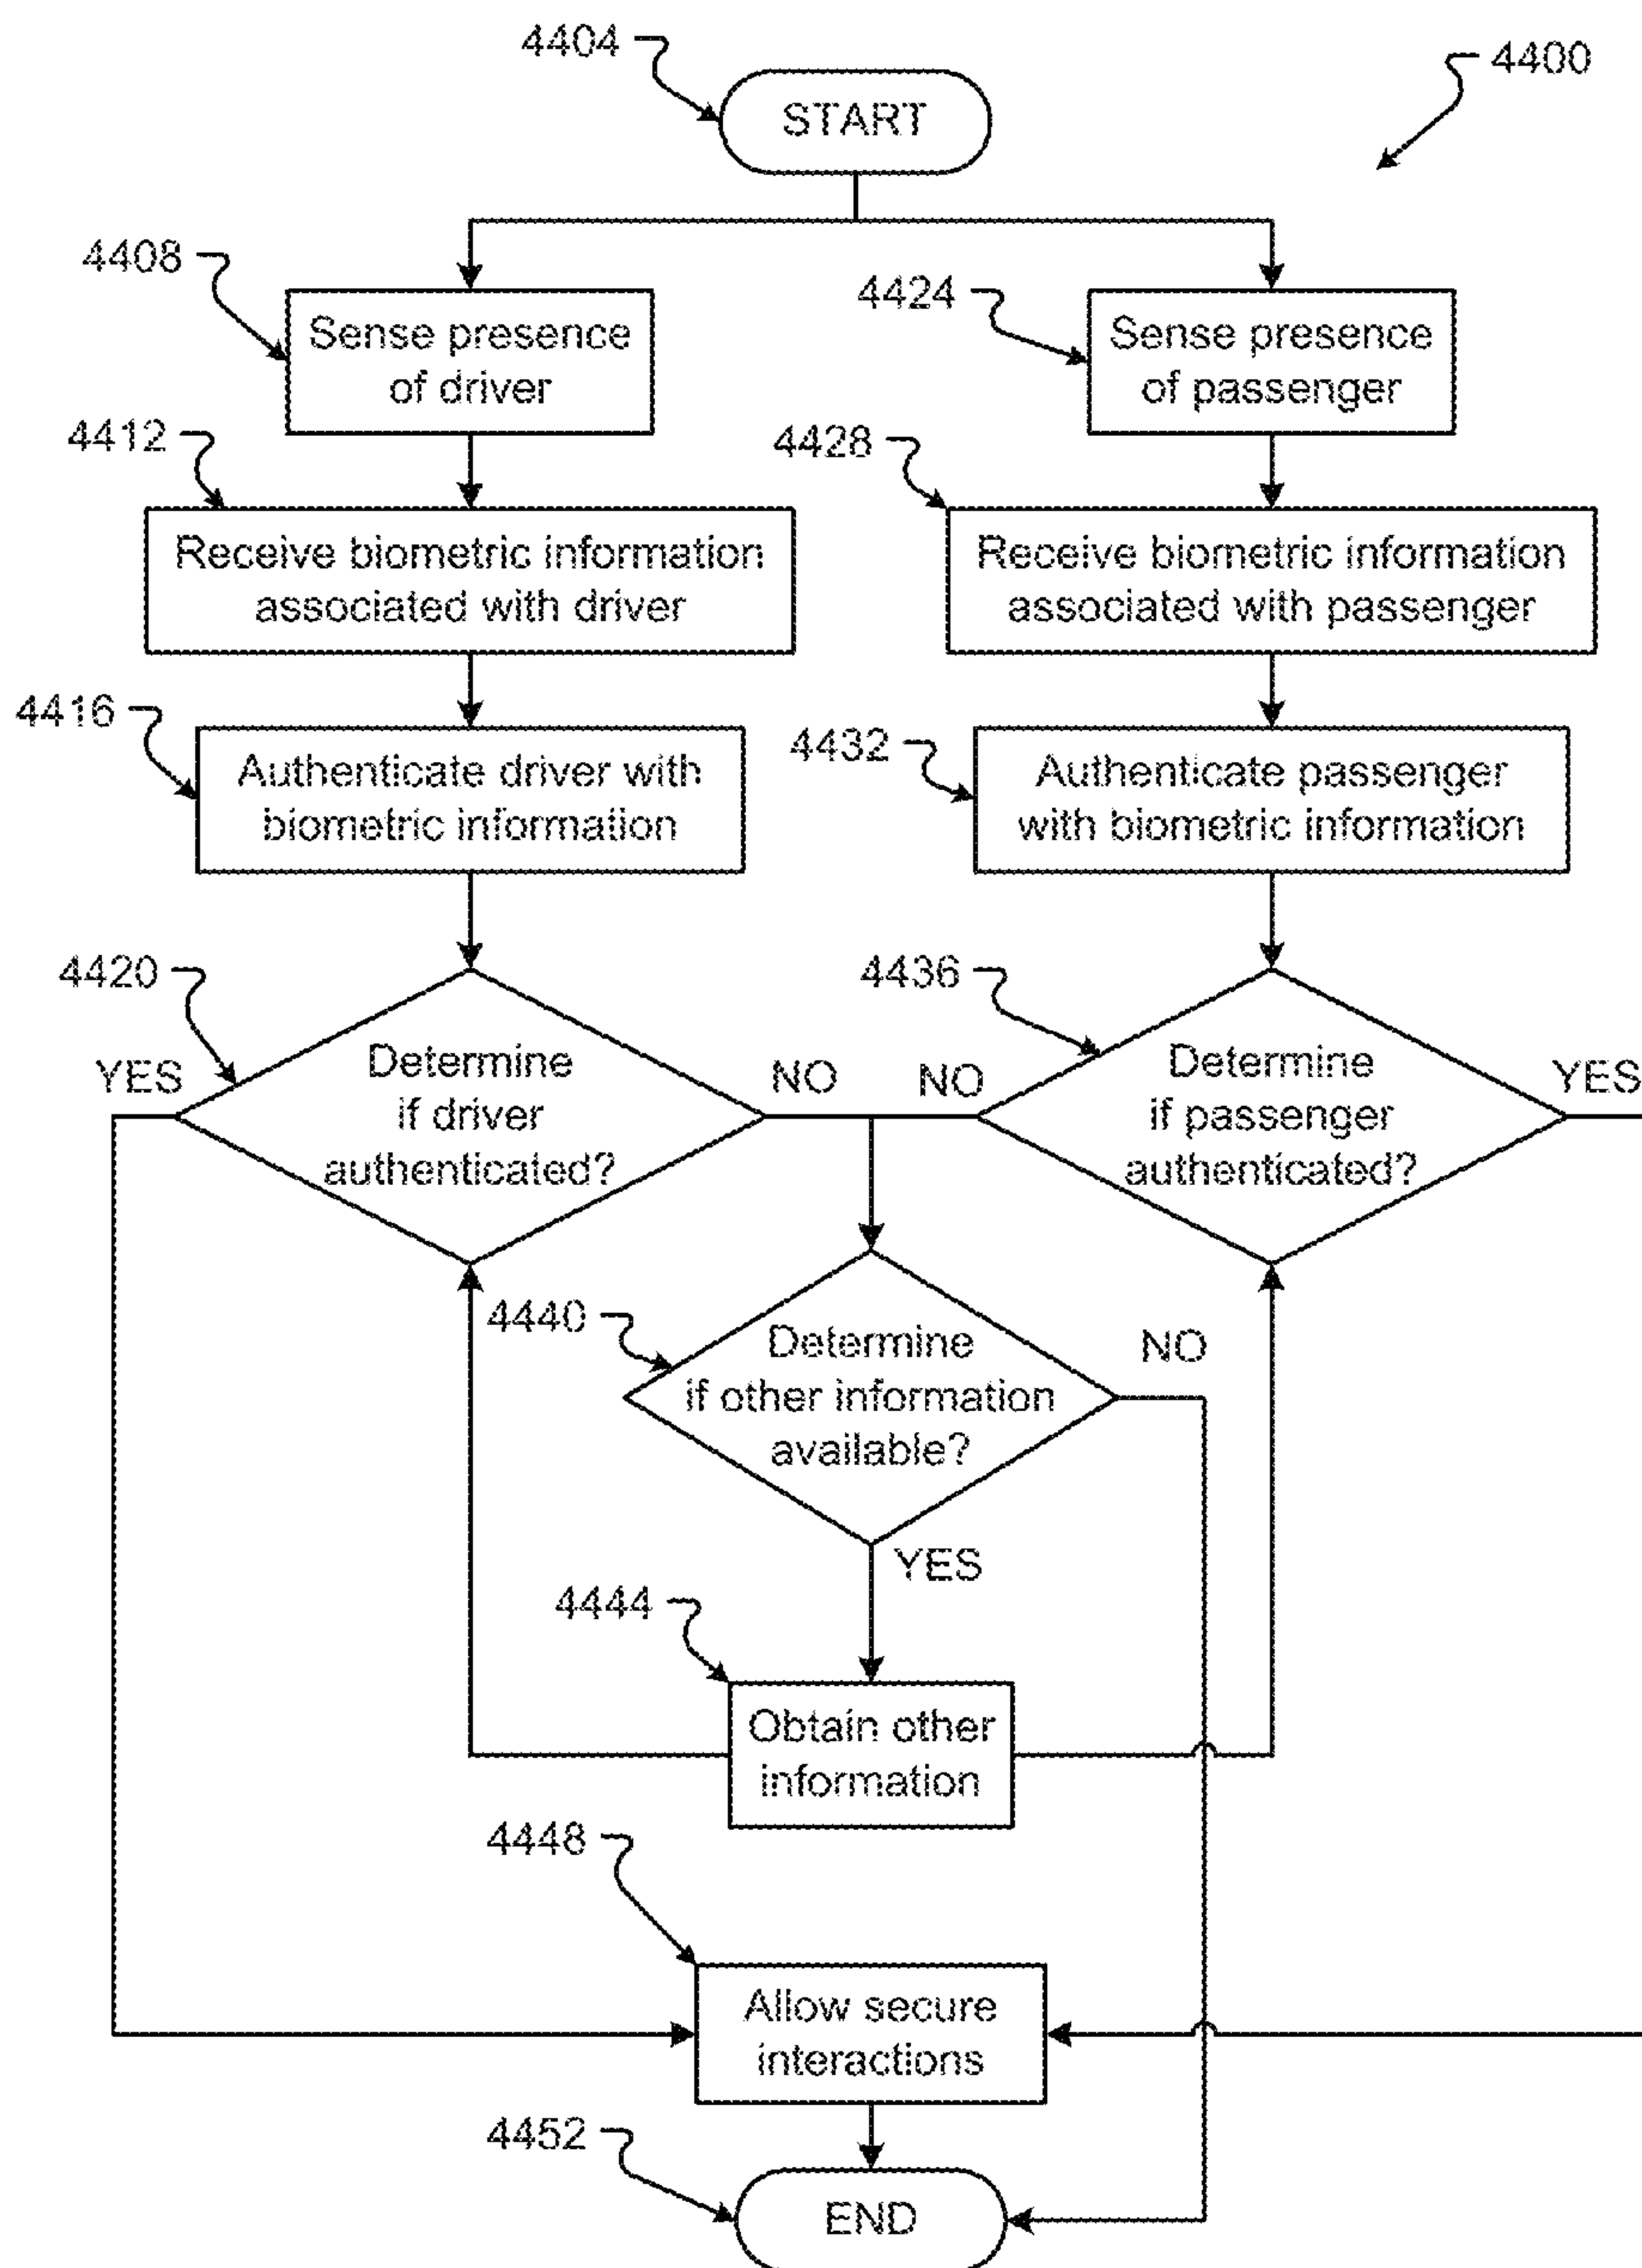 4404
4400
START
4408
4424
Sense presence
of driver
Sense presence
of passenger
4412
4428
Receive biometric information
associated with driver
Receive biometric information
associated with passenger
4416
4432
Authenticate driver with
biometric information
Authenticate passenger
with biometric information
4420
4436
YES
Determine
if driver
authenticated?
NO
NO
Determine
if passenger
authenticated?
YES
4440
Determine
if other information
available?
NO
YES
4444
Obtain other
information
4448
Allow secure
interactions
4452
END